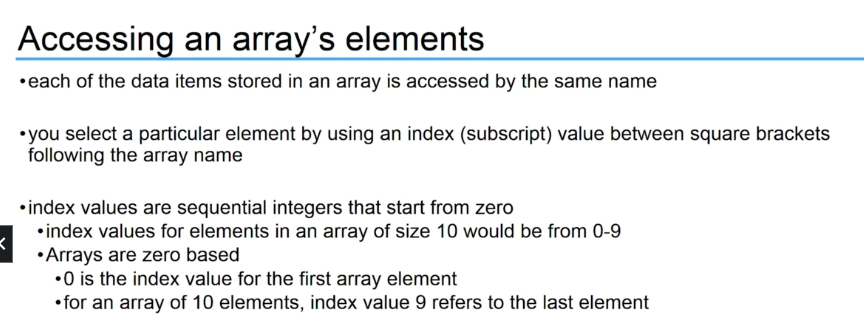 Accessing an array's elements
•each of the data items stored in an array is accessed by the same name
•you select a particular element by using an index (subscript) value between square brackets
following the array name
•index values are sequential integers that start from zero
•index values for elements in an array of size 10 would be from 0-9
•Arrays are zero based
•0 is the index value for the first array element
•for an array of 10 elements, index value 9 refers to the last element